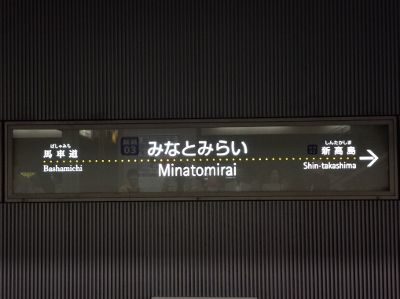 ばしゃみち
馬車道
Bashamichi
03
みなとみらい
Minatomirai
しんたかしま
新高島
Shin-takashima